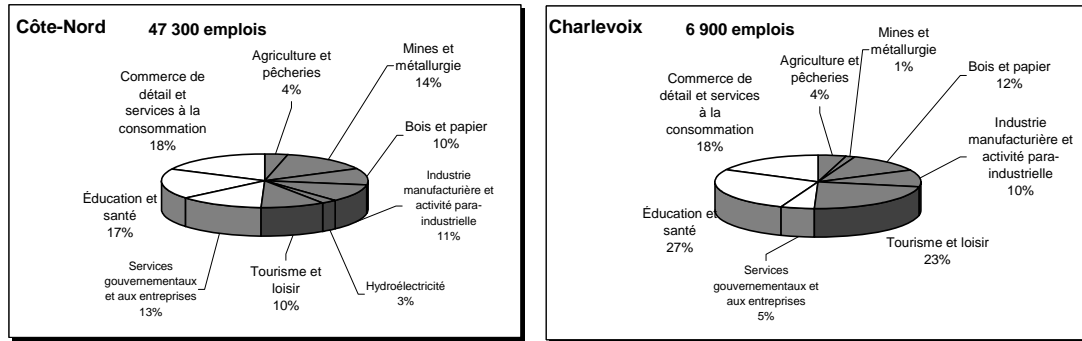 Côte-Nord
47 300 emplois
Agriculture et
pêcheries
4%
Mines et
métallurgie
14%
Bois et papier
10%
Industrie
manufacturière et
activité para-
industrielle
11%
Hydroélectricité
3%
Tourisme et
loisir
10%
Services
gouvernementaux
et aux entreprises
13%
Éducation et
santé
17%
Commerce de
détail et
services à la
consommation
18%
Charlevoix
6 900 emplois
Agriculture et
pêcheries
4%
Mines et
métallurgie
1%
Bois et papier
12%
Industrie
manufacturière et
activité para-
industrielle
10%
Tourisme et loisir
23%
Services
gouvernementaux et
aux entreprises
5%
Éducation et
santé
27%
Commerce de
détail et services
à la
consommation
18%